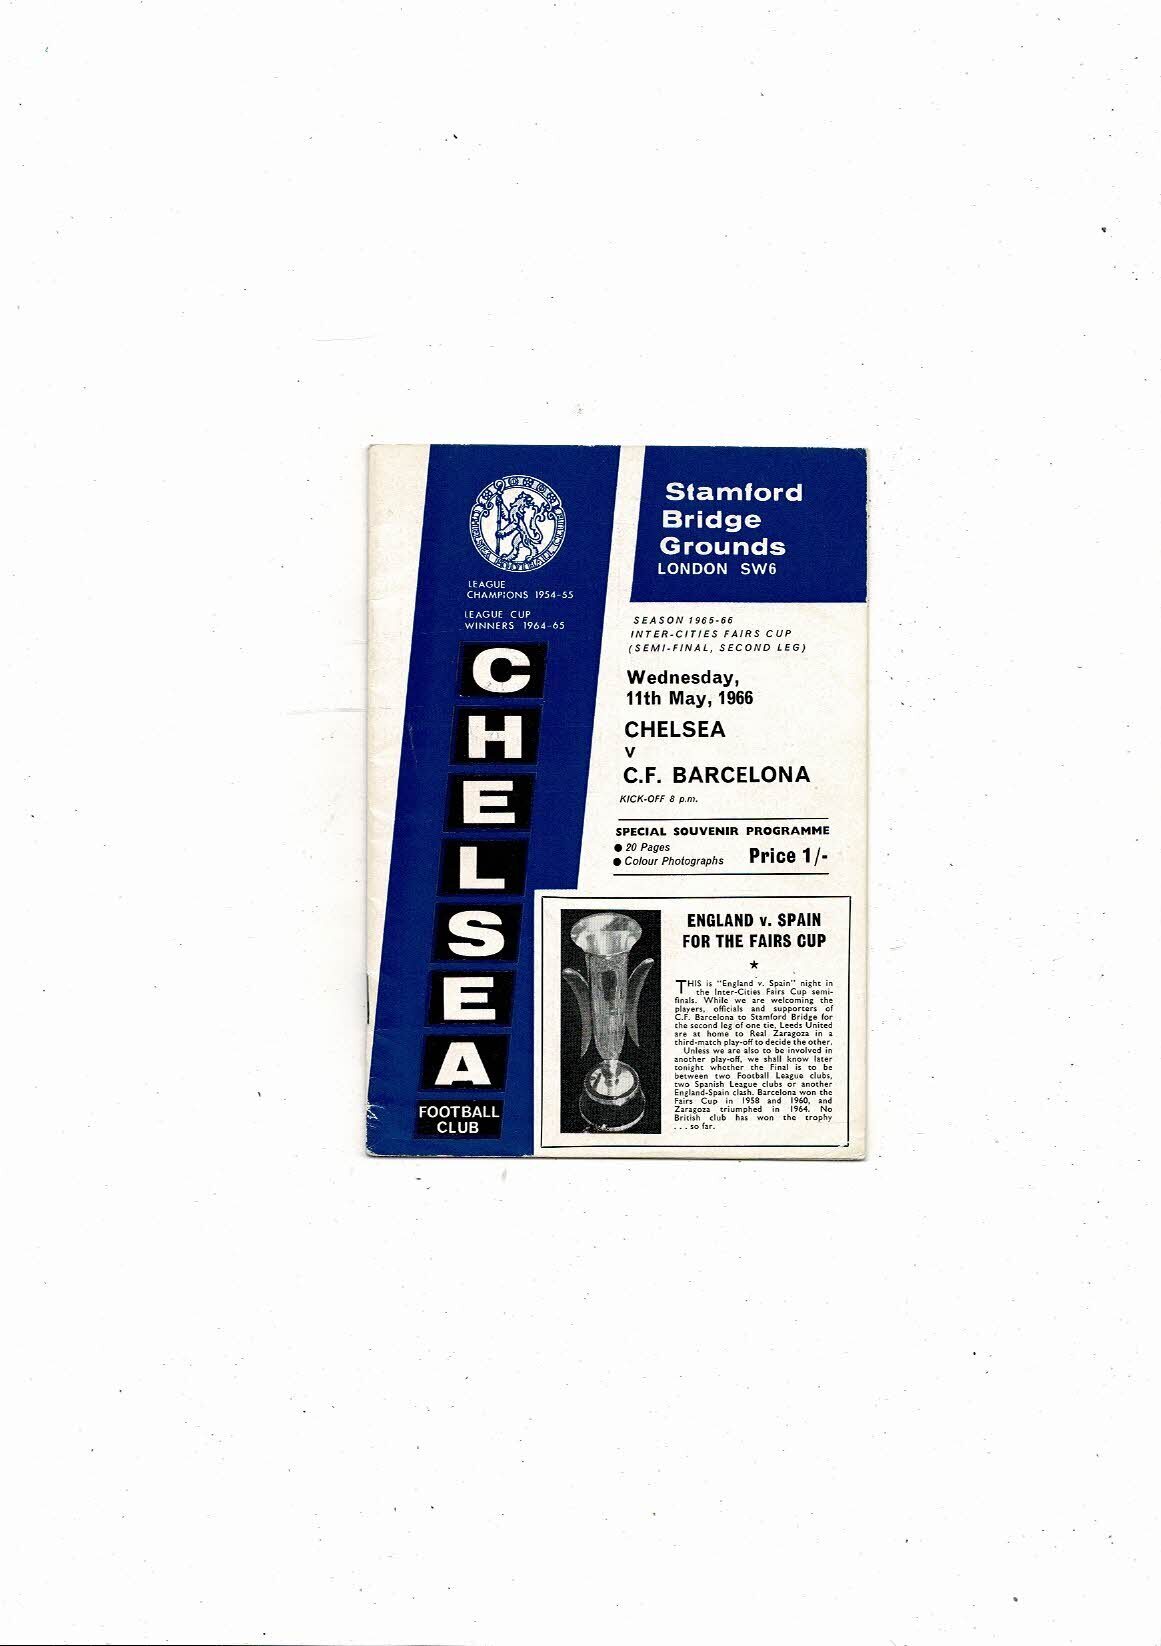 LEAGUE
CHAMPIONS 1954-55
LEAGUE CUP
WINNERS 1964-65
CHELSEA
FOOTBALL
CLUB
Stamford
Bridge
Grounds
LONDON SW6
SEASON 1965-66
INTER-CITIES FAIRS CUP
(SEMI-FINAL, SECOND LEG)
Wednesday,
11th May, 1966
CHELSEA
v
C.F. BARCELONA
KICK-OFF 8 p.m.
SPECIAL SOUVENIR PROGRAMME
● 20 Pages
● Colour Photographs
Price 1/-
ENGLAND v. SPAIN
FOR THE FAIRS CUP
★
THIS is "England v. Spain" night in
the Inter-Cities Fairs Cup semi-
finals. While we are welcoming the
players, officials and supporters of
C.F. Barcelona to Stamford Bridge for
the second leg of one tie, Leeds United
are at home to Real Zaragoza in a
third-match play-off to decide the other.
Unless we are also to be involved in
another play-off, we shall know later
tonight whether the Final is to be
between two Football League clubs,
two Spanish League clubs or another
England-Spain clash. Barcelona won the
Fairs Cup in 1958 and 1960, and
Zaragoza triumphed in 1964. No
British club has won the trophy
. . . so far.